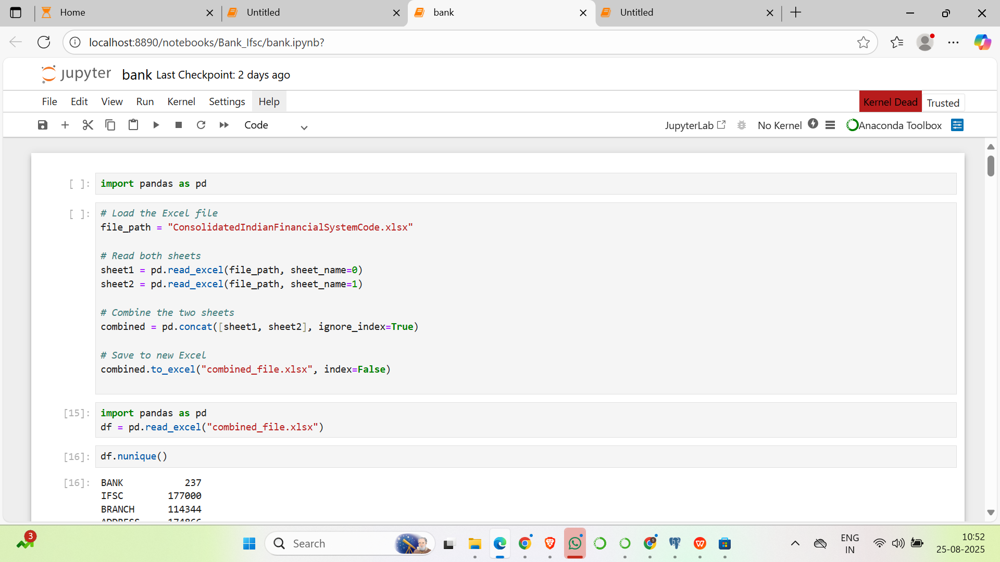 Home
Untitled
bank
Untitled
localhost:8890/notebooks/Bank_Ifsc/bank.ipynb?
jupyter bank Last Checkpoint: 2 days ago
File Edit View Run Kernel Settings Help
Kernel Dead Trusted
Code
JupyterLab No Kernel Anaconda Toolbox
[ ]: import pandas as pd
[ ]: # Load the Excel file
file_path = "ConsolidatedIndianFinancialSystemCode.xlsx"
# Read both sheets
sheet1 = pd.read_excel(file_path, sheet_name=0)
sheet2 = pd.read_excel(file_path, sheet_name=1)
# Combine the two sheets
combined = pd.concat([sheet1, sheet2], ignore_index=True)
# Save to new Excel
combined.to_excel("combined_file.xlsx", index=False)
[15]: import pandas as pd
df = pd.read_excel("combined_file.xlsx")
[16]: df.nunique()
[16]: BANK 237
IFSC 177000
BRANCH 114344
ADDRESS 174866
3
Search
S
ENG
IN
10:52
25-08-2025